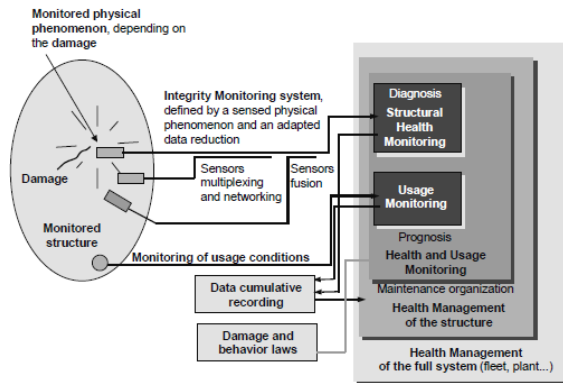 Monitored physical
phenomenon, depending on
the damage
Integrity Monitoring system,
defined by a sensed physical
phenomenon and an adapted
data reduction
Sensors
multiplexing
and networking
Sensors
fusion
Damage
Monitored
structure
Monitoring of usage conditions
Data cumulative
recording
Damage and
behavior laws
Diagnosis
Structural
Health
Monitoring
Usage
Monitoring
Prognosis
Health and Usage
Monitoring
Maintenance organization
Health Management
of the structure
Health Management
of the full system (fleet, plant...)